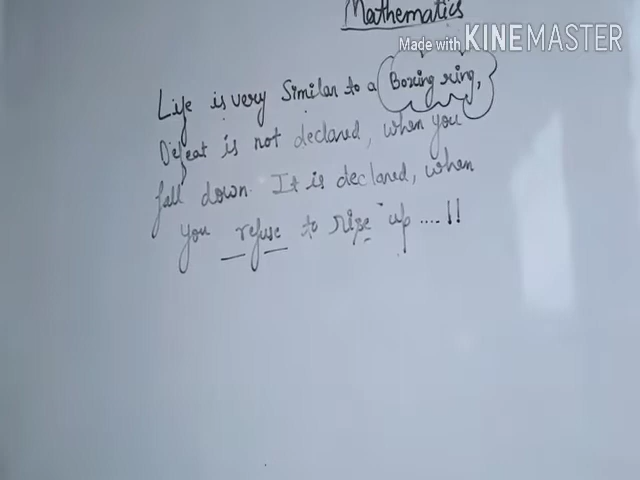 Mathematics
Made with KINEMASTER
Life is very Similar to a Boxing ring,
Defeat is not declared, when you
fall down. It is declared, when
you refuse to rise up ....!!